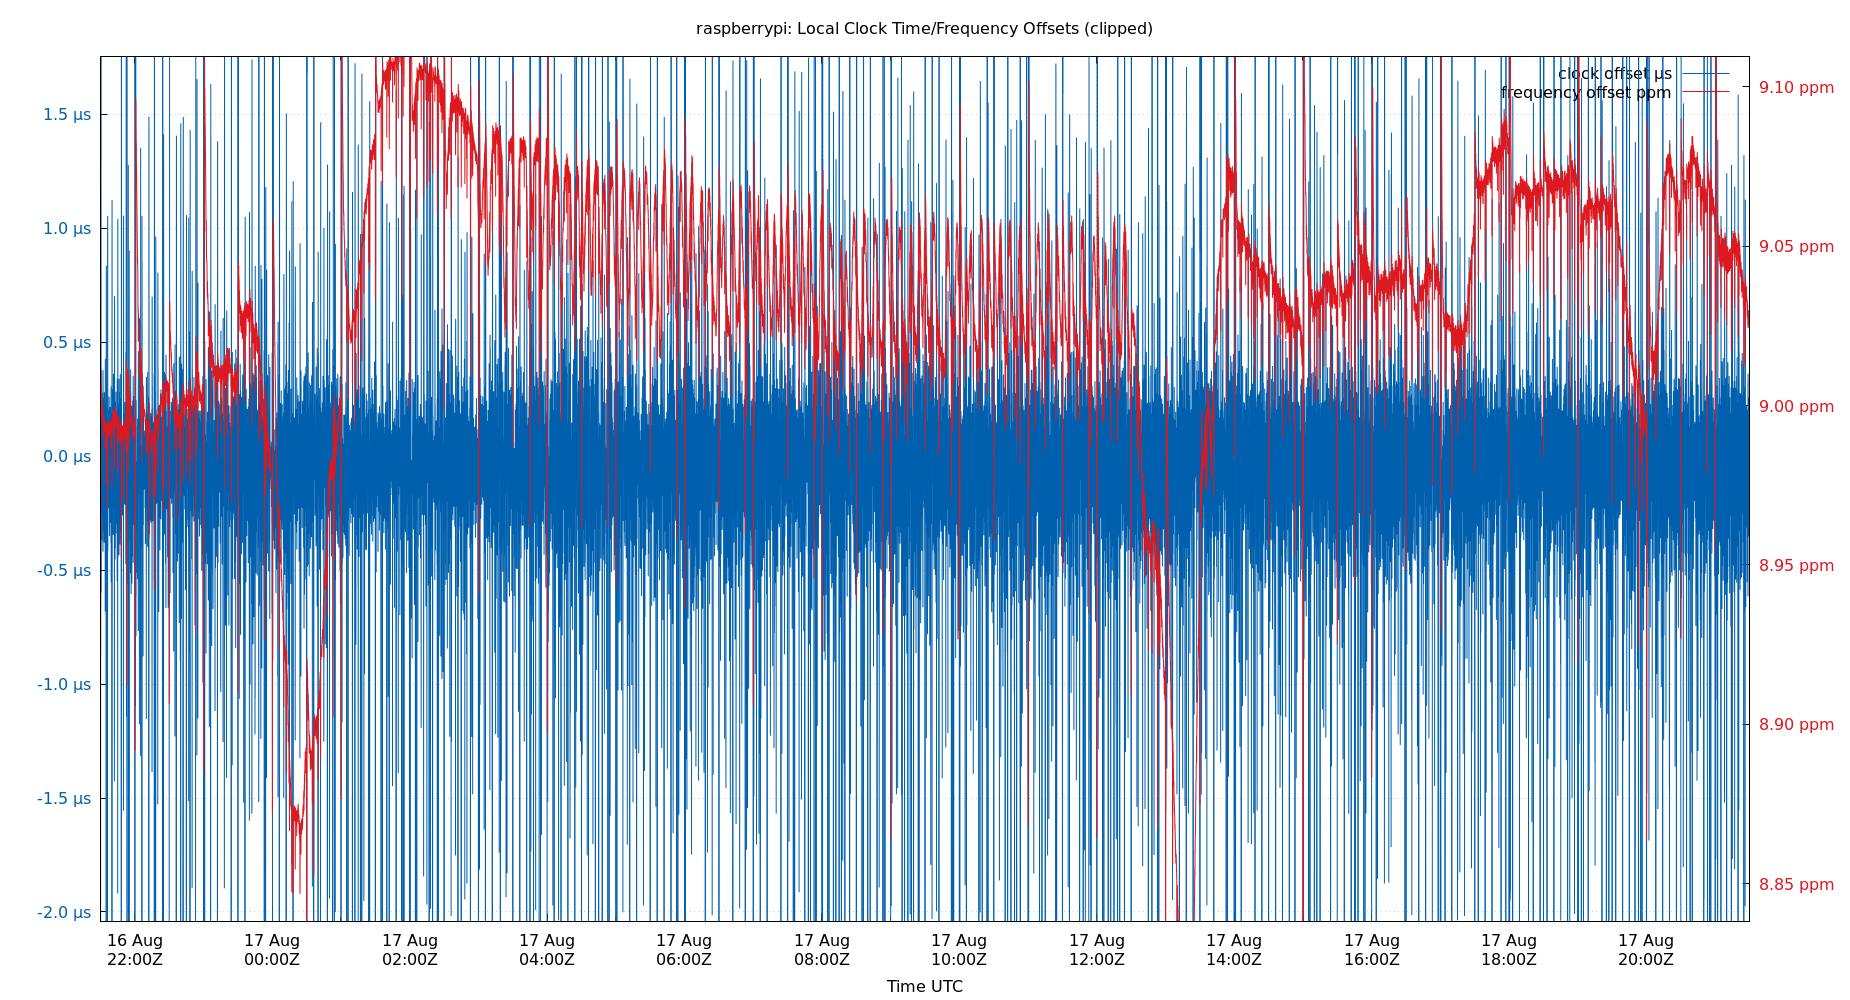 raspberrypi: Local Clock Time/Frequency Offsets (clipped)
clock offset µs
frequency offset ppm
1.5 µs
1.0 µs
0.5 µs
0.0 µs
-0.5 µs
-1.0 µs
-1.5 µs
-2.0 µs
9.10 ppm
9.05 ppm
9.00 ppm
8.95 ppm
8.90 ppm
8.85 ppm
16 Aug 17 Aug 17 Aug 17 Aug 17 Aug 17 Aug 17 Aug 17 Aug 17 Aug 17 Aug 17 Aug 17 Aug
22:00Z 00:00Z 02:00Z 04:00Z 06:00Z 08:00Z 10:00Z 12:00Z 14:00Z 16:00Z 18:00Z 20:00Z
Time UTC